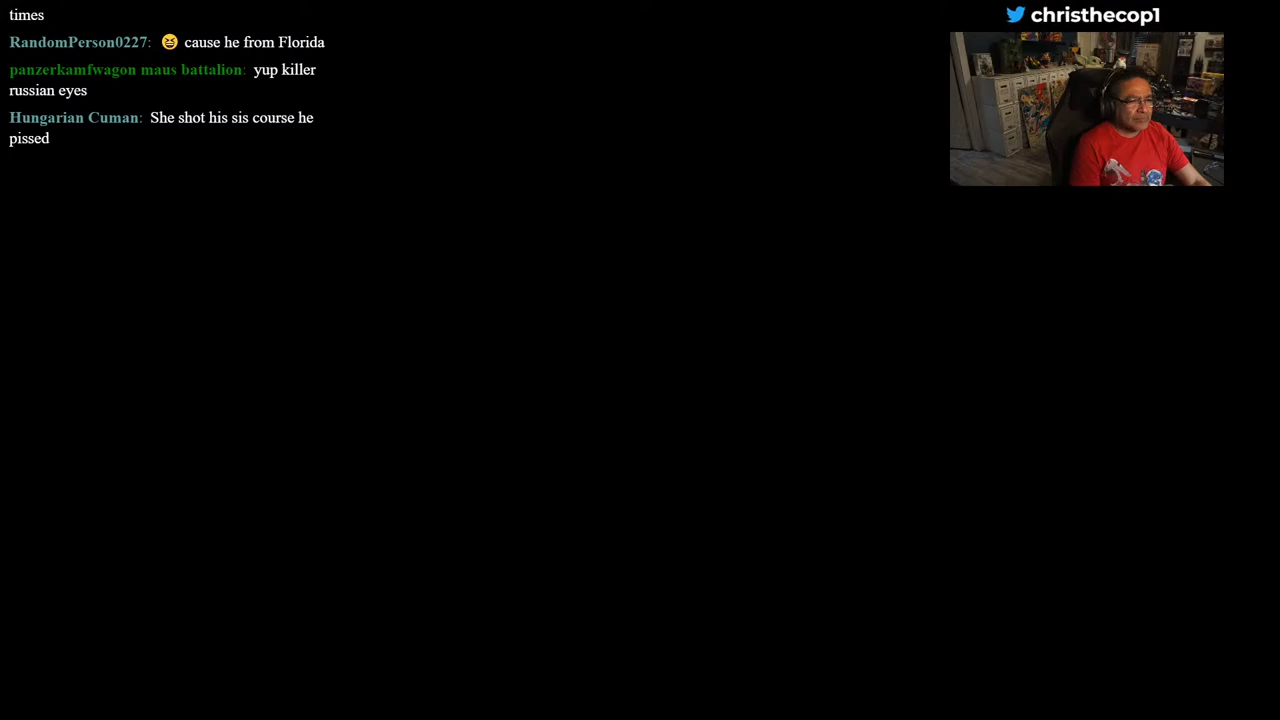 times
christhecop1
RandomPerson0227: 😆 cause he from Florida
panzerkamfwagon maus battalion: yup killer
russian eyes
Hungarian Cuman: She shot his sis course he
pissed